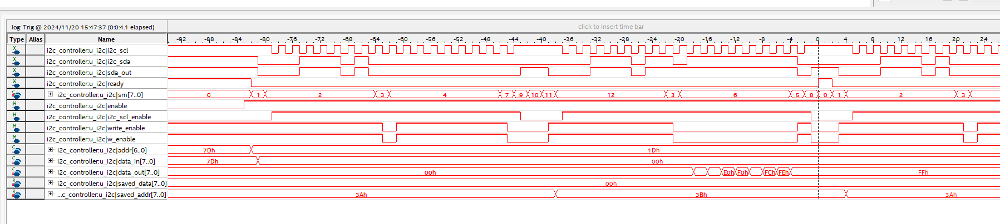 log: Trig @ 2024/11/20 15:47:37 (0:0:4.1 elapsed) click to insert time bar
Type Alias Name -92 -88 -84 -80 -76 -72 -68 -64 -60 -56 -52 -48 -44 -40 -36 -32 -28 -24 -20 -16 -12 -8 -4 0 4 8 12 16 20 24
i2c_controller:u_i2c|i2c_scl
i2c_controller:u_i2c|i2c_sda
i2c_controller:u_i2c|sda_out
i2c_controller:u_i2c|ready
i2c_controller:u_i2c|sm[7..0] 0 1 2 3 4 7 9 10 11 12 3 6 5 8 0 1 2 3
i2c_controller:u_i2c|enable
i2c_controller:u_i2c|i2c_scl_enable
i2c_controller:u_i2c|write_enable
i2c_controller:u_i2c|w_enable
i2c_controller:u_i2c|addr[6..0] 7Dh 1Dh
i2c_controller:u_i2c|data_in[7..0] 7Dh 00h
i2c_controller:u_i2c|data_out[7..0] 00h E0h F0h FCh FEh FFh
i2c_controller:u_i2c|saved_data[7..0] 00h
...c_controller:u_i2c|saved_addr[7..0] 3Ah 3Bh 3Ah